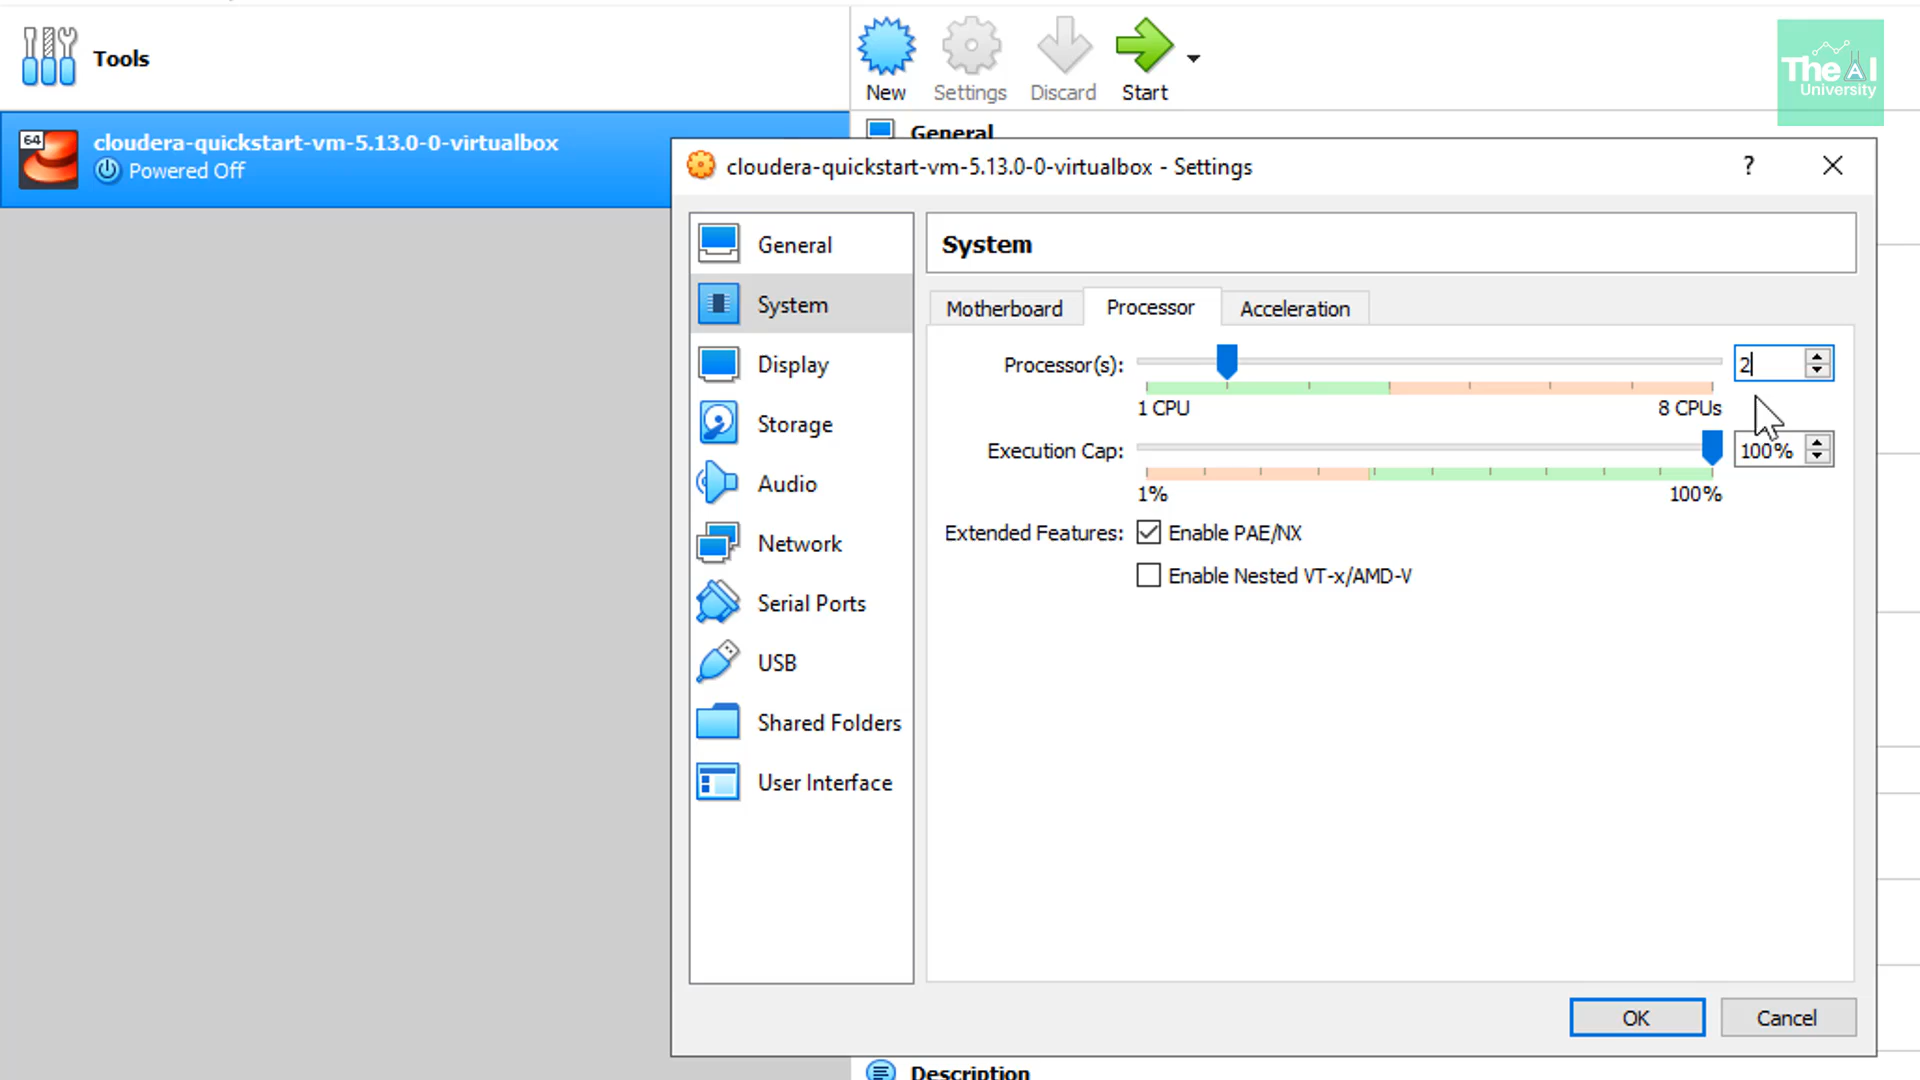 Tools
New
Settings
Discard
Start
The AI
University
64
cloudera-quickstart-vm-5.13.0-0-virtualbox
Powered Off
General
cloudera-quickstart-vm-5.13.0-0-virtualbox - Settings
?
General
System
Display
Storage
Audio
Network
Serial Ports
USB
Shared Folders
User Interface
System
Motherboard
Processor
Acceleration
Processor(s):
2
1 CPU
8 CPUs
Execution Cap:
100%
1%
100%
Extended Features:
Enable PAE/NX
Enable Nested VT-x/AMD-V
OK
Cancel
Description